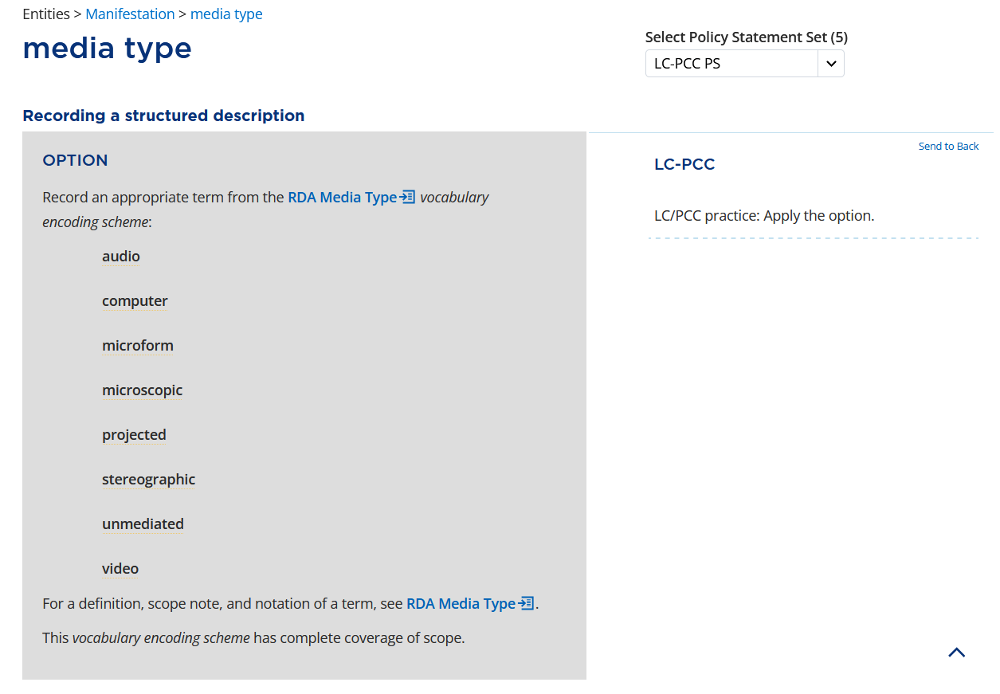 Entities > Manifestation > media type
media type
Select Policy Statement Set (5)
LC-PCC PS
Recording a structured description
OPTION
Record an appropriate term from the RDA Media Type vocabulary
encoding scheme:
audio
computer
microform
microscopic
projected
stereographic
unmediated
video
For a definition, scope note, and notation of a term, see RDA Media Type.
This vocabulary encoding scheme has complete coverage of scope.
Send to Back
LC-PCC
LC/PCC practice: Apply the option.